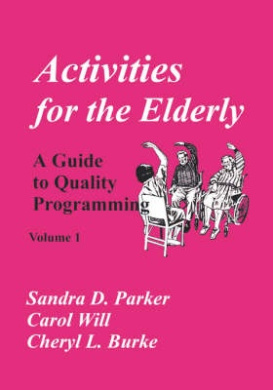 Activities
for the Elderly
A Guide
to Quality
Programming
Volume 1
Sandra D. Parker
Carol Will
Cheryl L. Burke